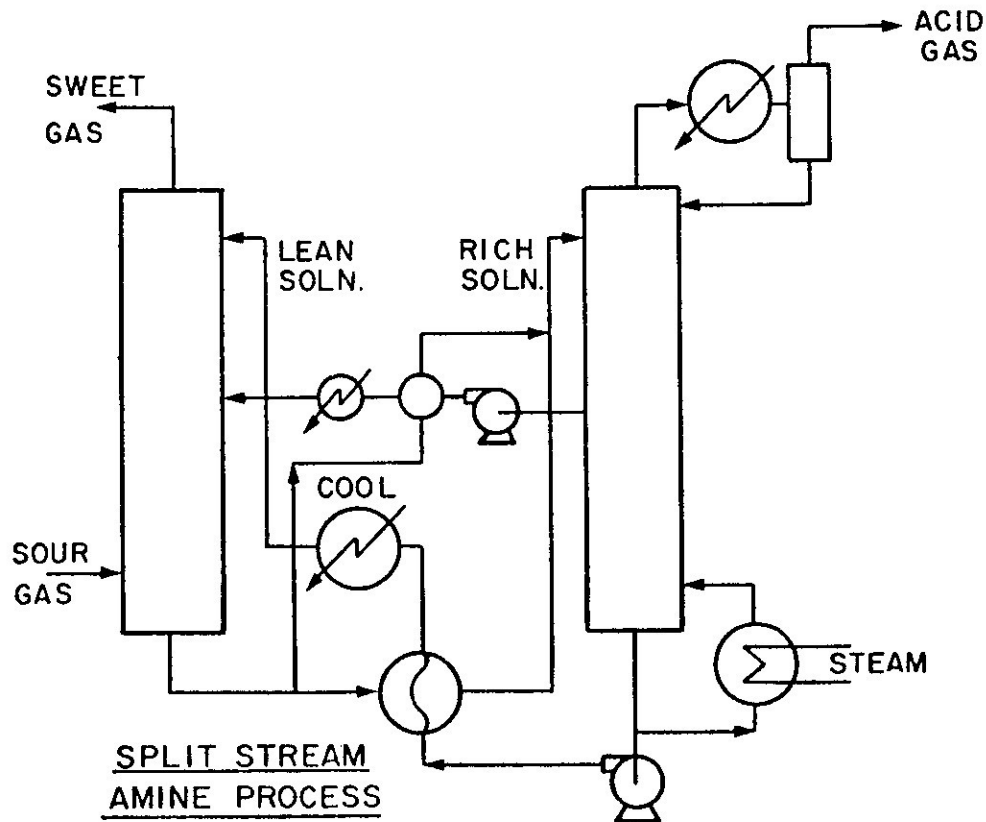 ACID
GAS
SWEET
GAS
LEAN
SOLN.
RICH
SOLN.
COOL
SOUR
GAS
STEAM
SPLIT STREAM
AMINE PROCESS